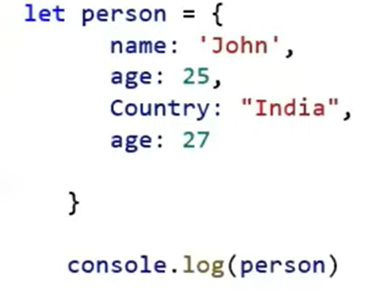 let person = {
name: 'John',
age: 25,
Country: "India",
age: 27
}
console.log(person)